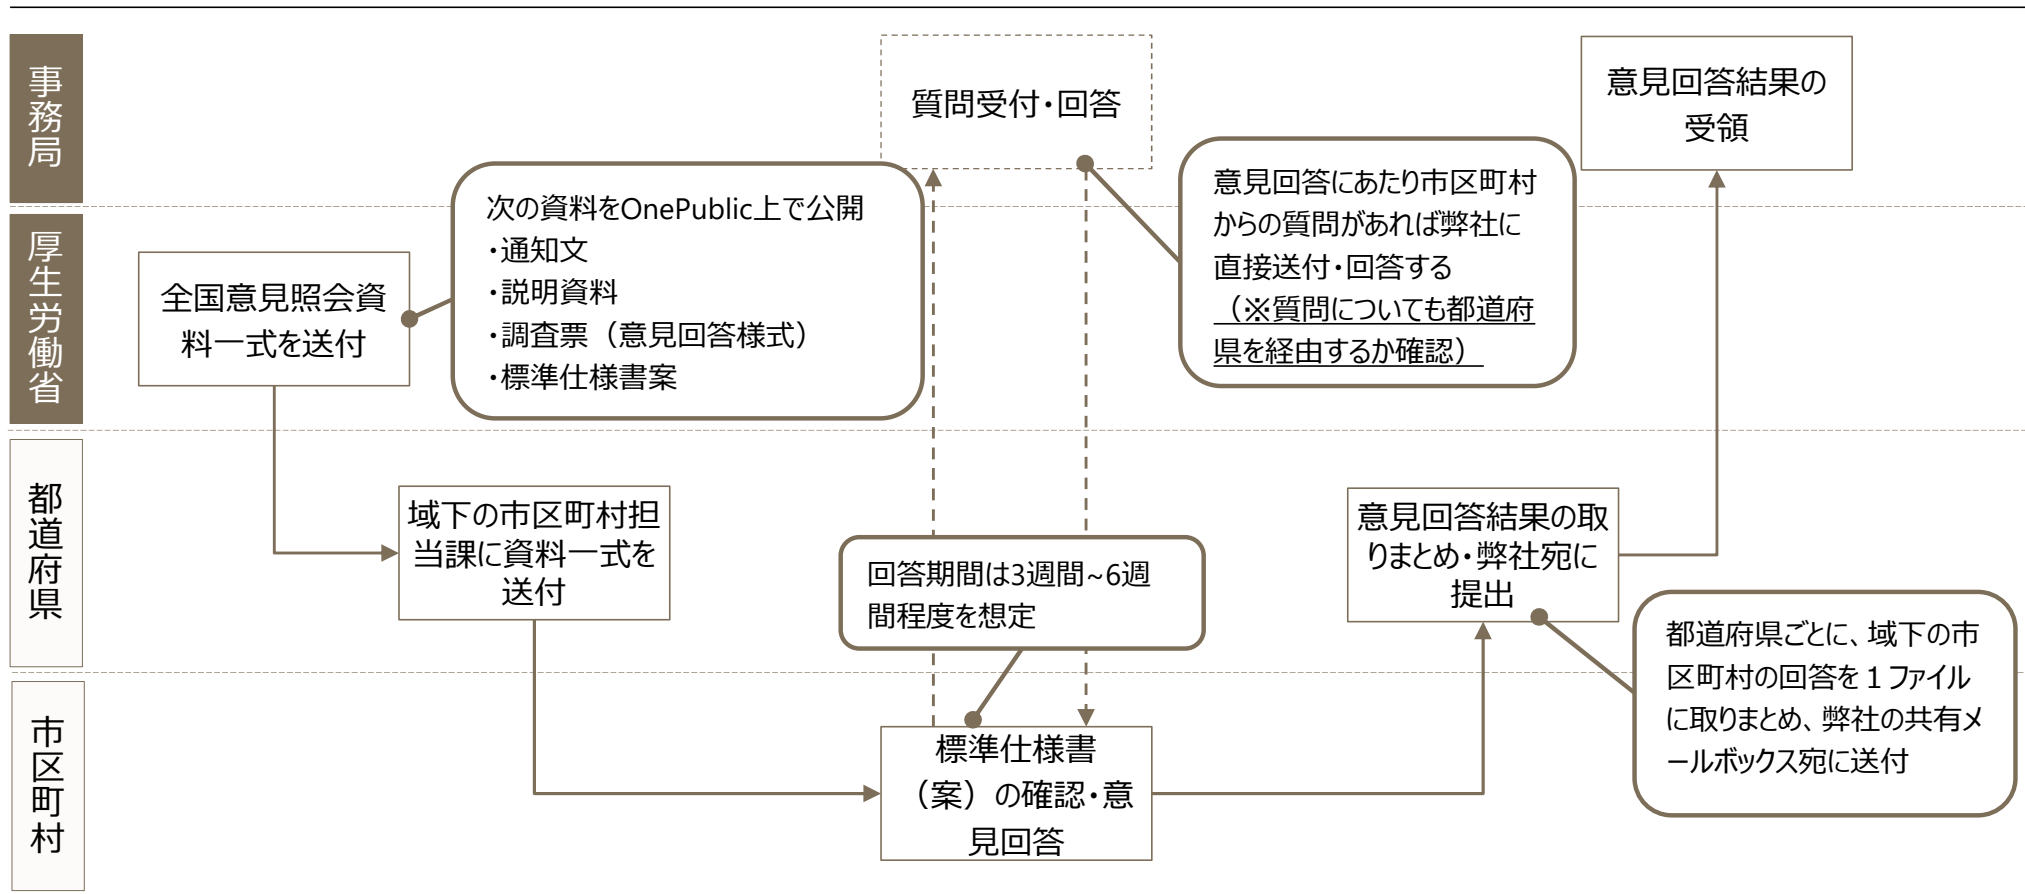 事務局
質問受付・回答
意見回答結果の
受領
次の資料をOnePublic上で公開
・通知文
・説明資料
・調査票（意見回答様式）
・標準仕様書案
意見回答にあたり市区町村
からの質問があれば弊社に
直接送付・回答する
（※質問についても都道府
県を経由するか確認）
厚生労働省
全国意見照会資
料一式を送付
都道府県
域下の市区町村担
当課に資料一式を
送付
回答期間は3週間~6週
間程度を想定
意見回答結果の取
りまとめ・弊社宛に
提出
都道府県ごとに、域下の市
区町村の回答を１ファイル
に取りまとめ、弊社の共有メ
ールボックス宛に送付
市区町村
標準仕様書
（案）の確認・意
見回答